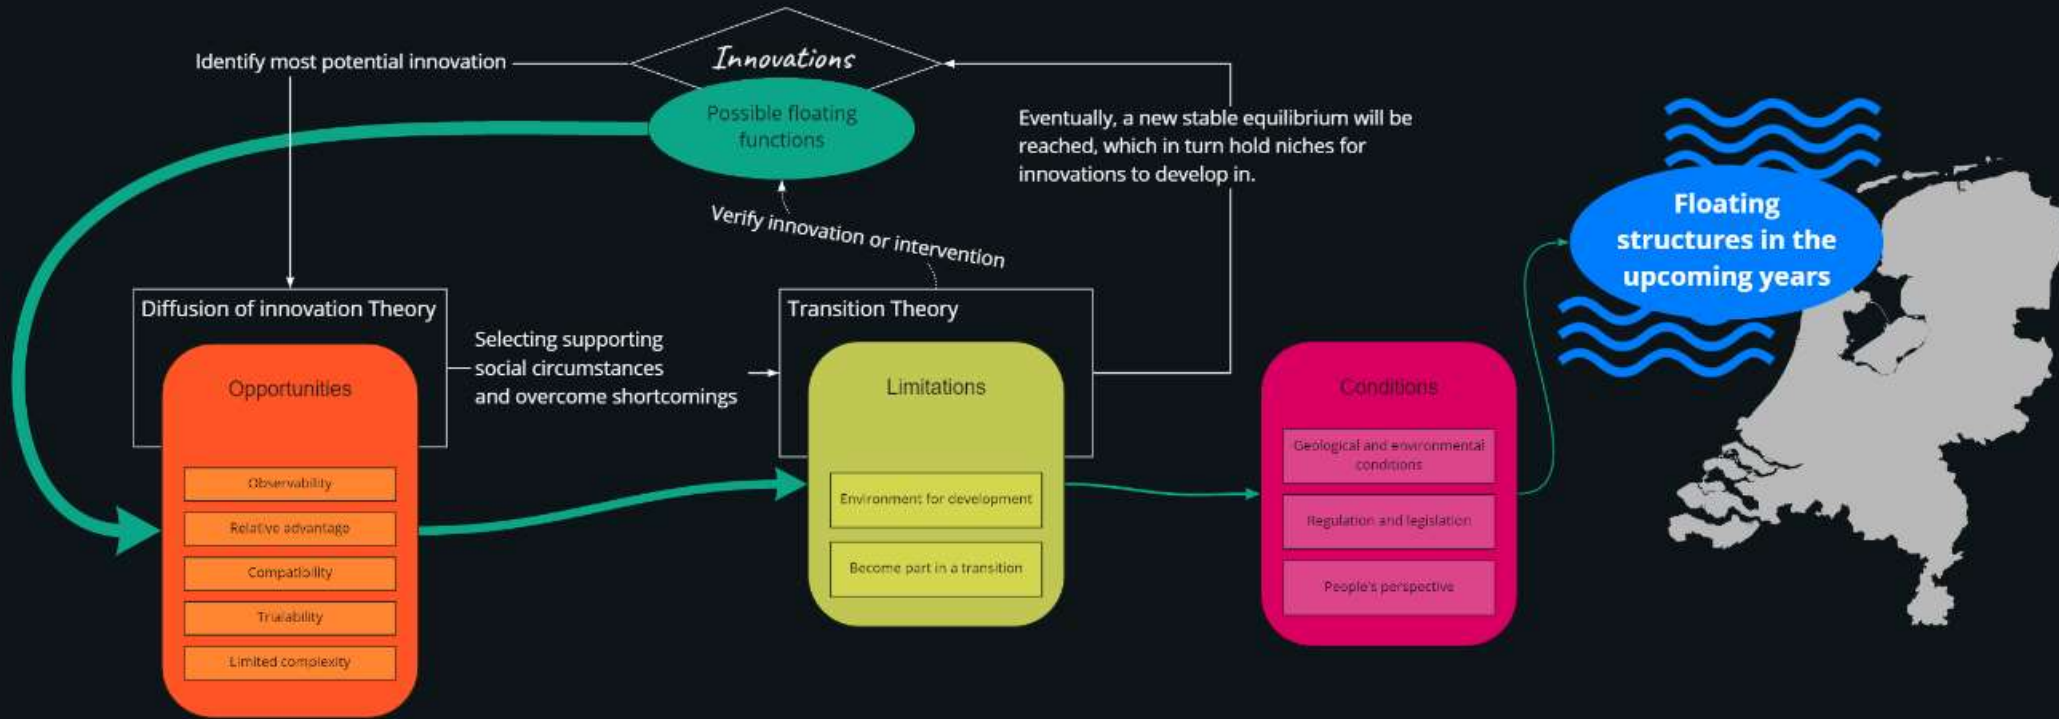 Innovations
Identify most potential innovation
Possible floating
functions
Eventually, a new stable equilibrium will be
reached, which in turn hold niches for
innovations to develop in.
Verify innovation or intervention
Floating
structures in the
upcoming years
Diffusion of innovation Theory
Selecting supporting
social circumstances
and overcome shortcomings
Transition Theory
Opportunities
Observability
Relative advantage
Compatibility
Trialability
Limited complexity
Limitations
Environment for development
Become part in a transition
Conditions
Geological and environmental
conditions
Regulation and legislation
People's perspective